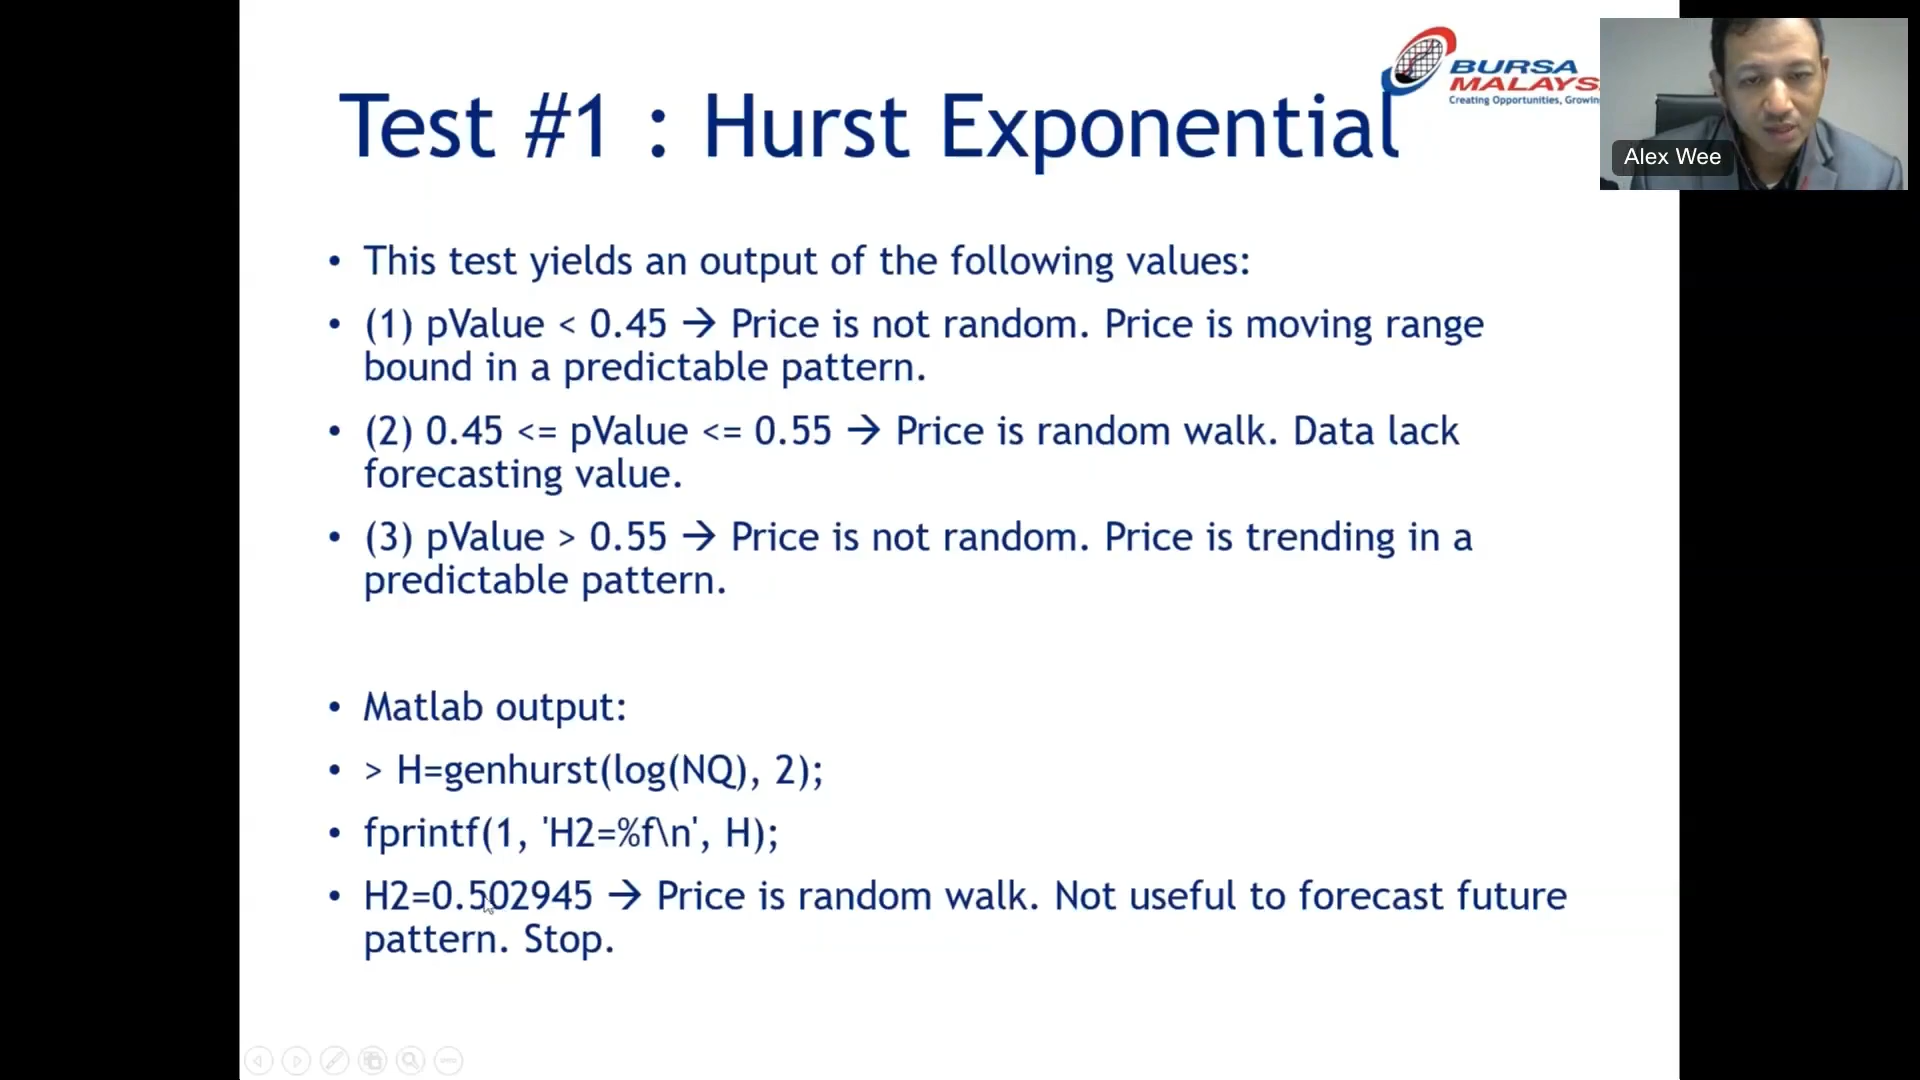 BURSA
MALAYS
Creating Opportunities, Growin
Alex Wee
Test #1 : Hurst Exponential
• This test yields an output of the following values:
• (1) pValue < 0.45 → Price is not random. Price is moving range
bound in a predictable pattern.
• (2) 0.45 <= pValue <= 0.55 → Price is random walk. Data lack
forecasting value.
• (3) pValue > 0.55 → Price is not random. Price is trending in a
predictable pattern.
• Matlab output:
• > H=genhurst(log(NQ), 2);
• fprintf(1, 'H2=%f\n', H);
• H2=0.502945 → Price is random walk. Not useful to forecast future
pattern. Stop.